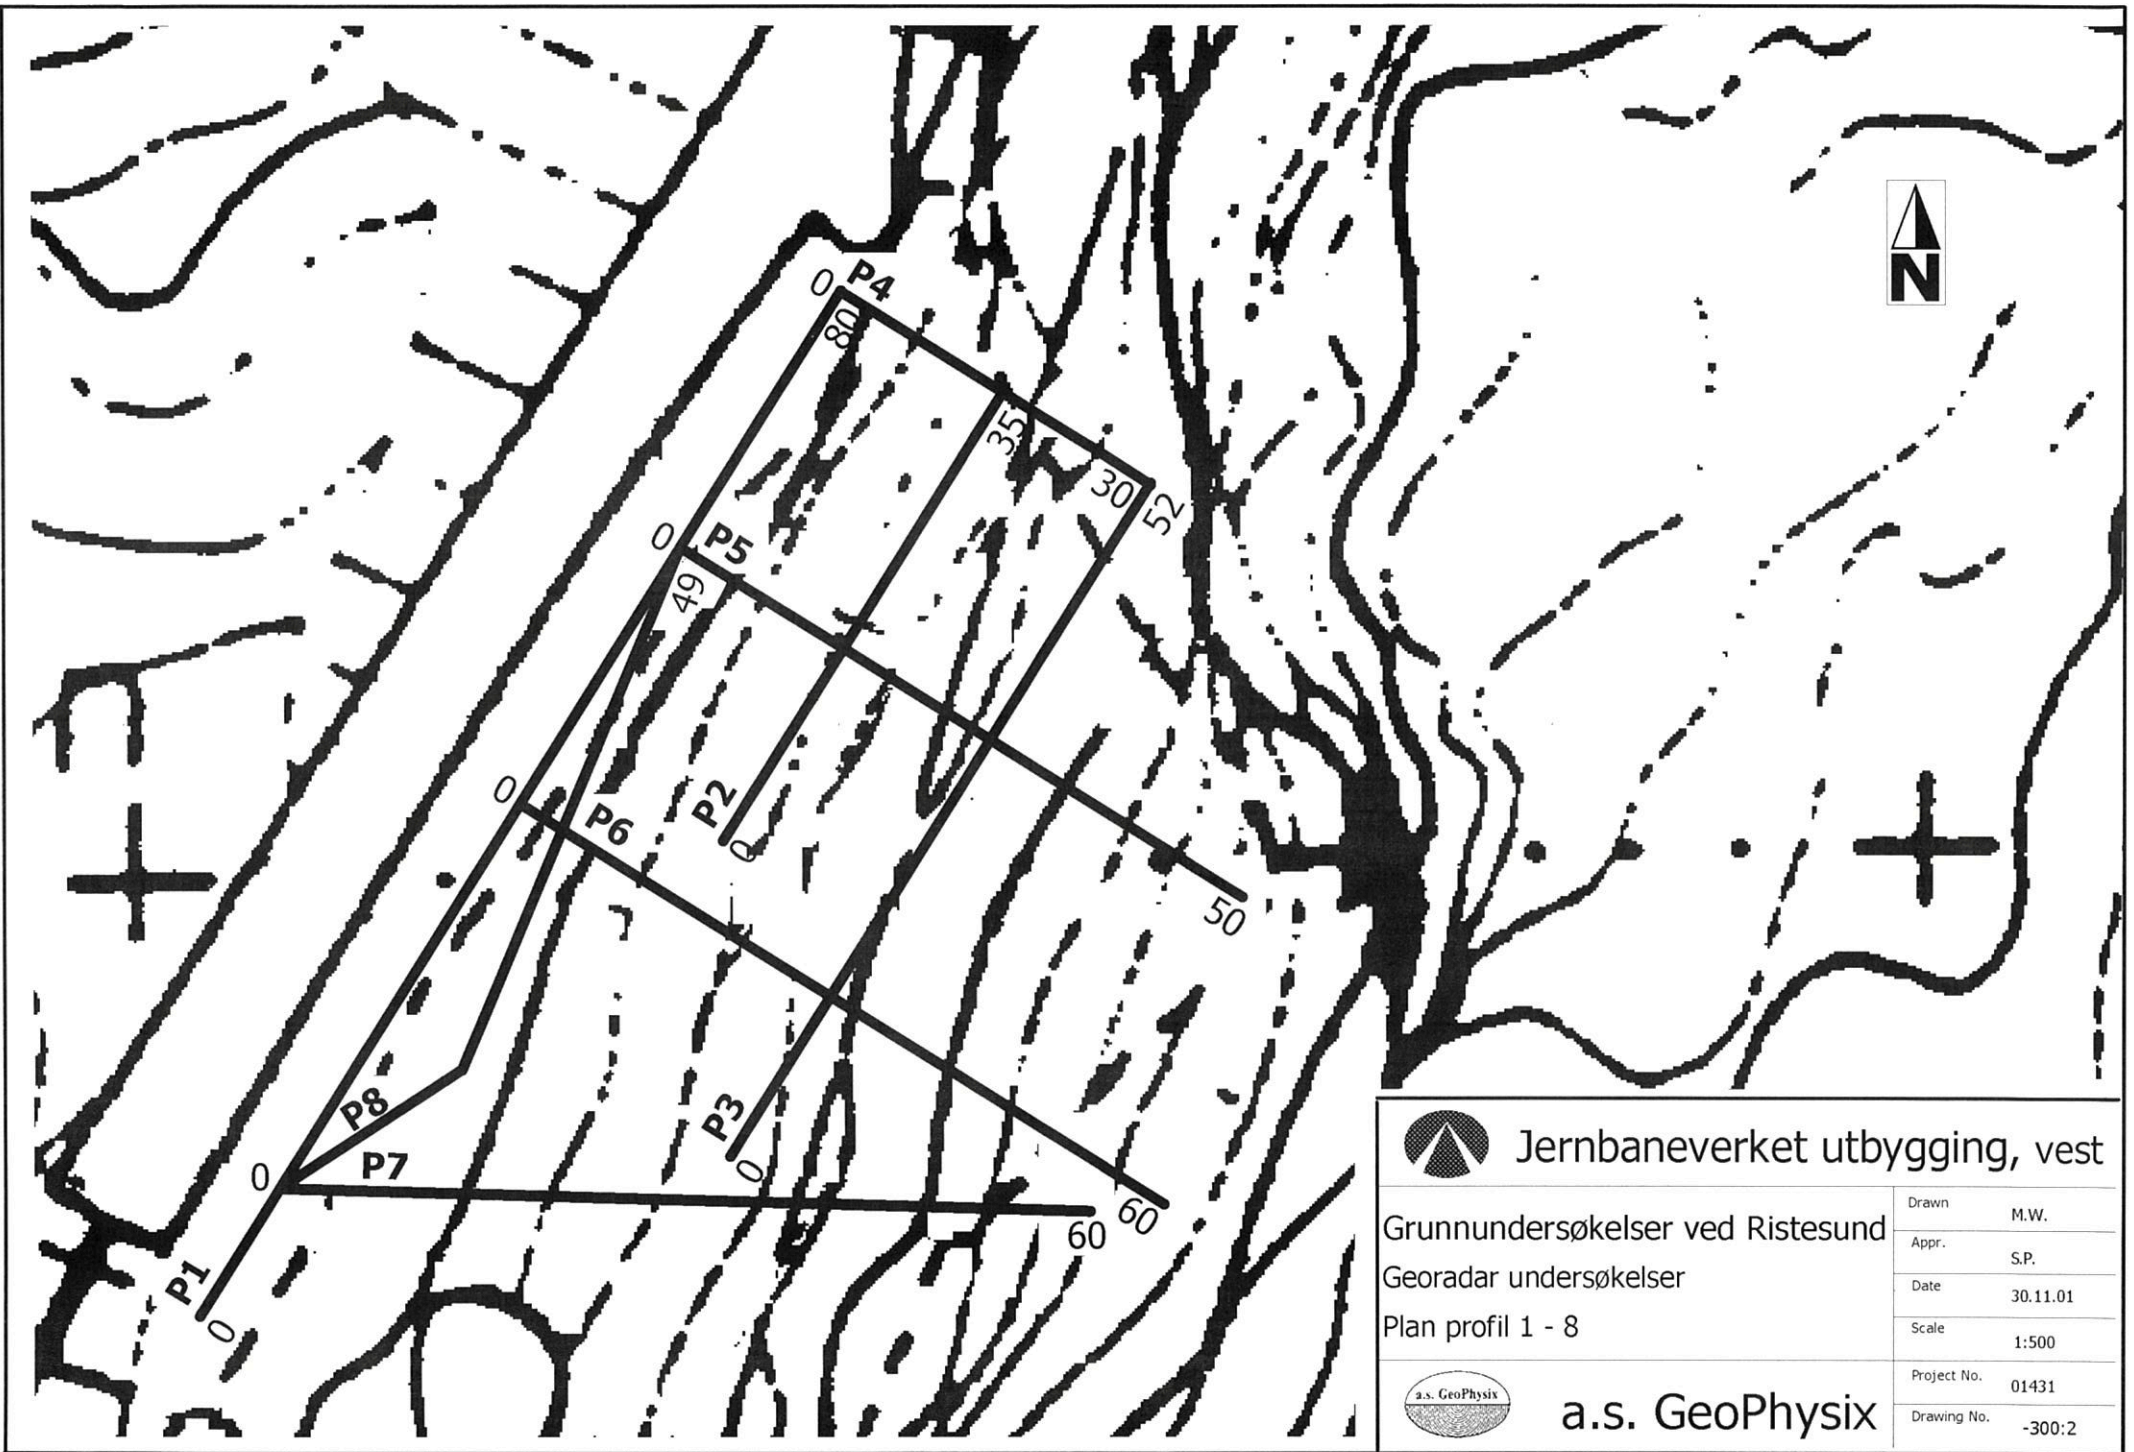 N
0 P4
80
35
30
52
0 P5
49
0
P6
P2
0
50
P8
P3
0
0 P7
60
60
P1
0
Jernbaneverket utbygging, vest
Grunnundersøkelser ved Ristesund
Georadar undersøkelser
Plan profil 1 - 8
Drawn M.W.
Appr. S.P.
Date 30.11.01
Scale 1:500
Project No. 01431
Drawing No. -300:2
a.s. GeoPhysix
a.s. GeoPhysix